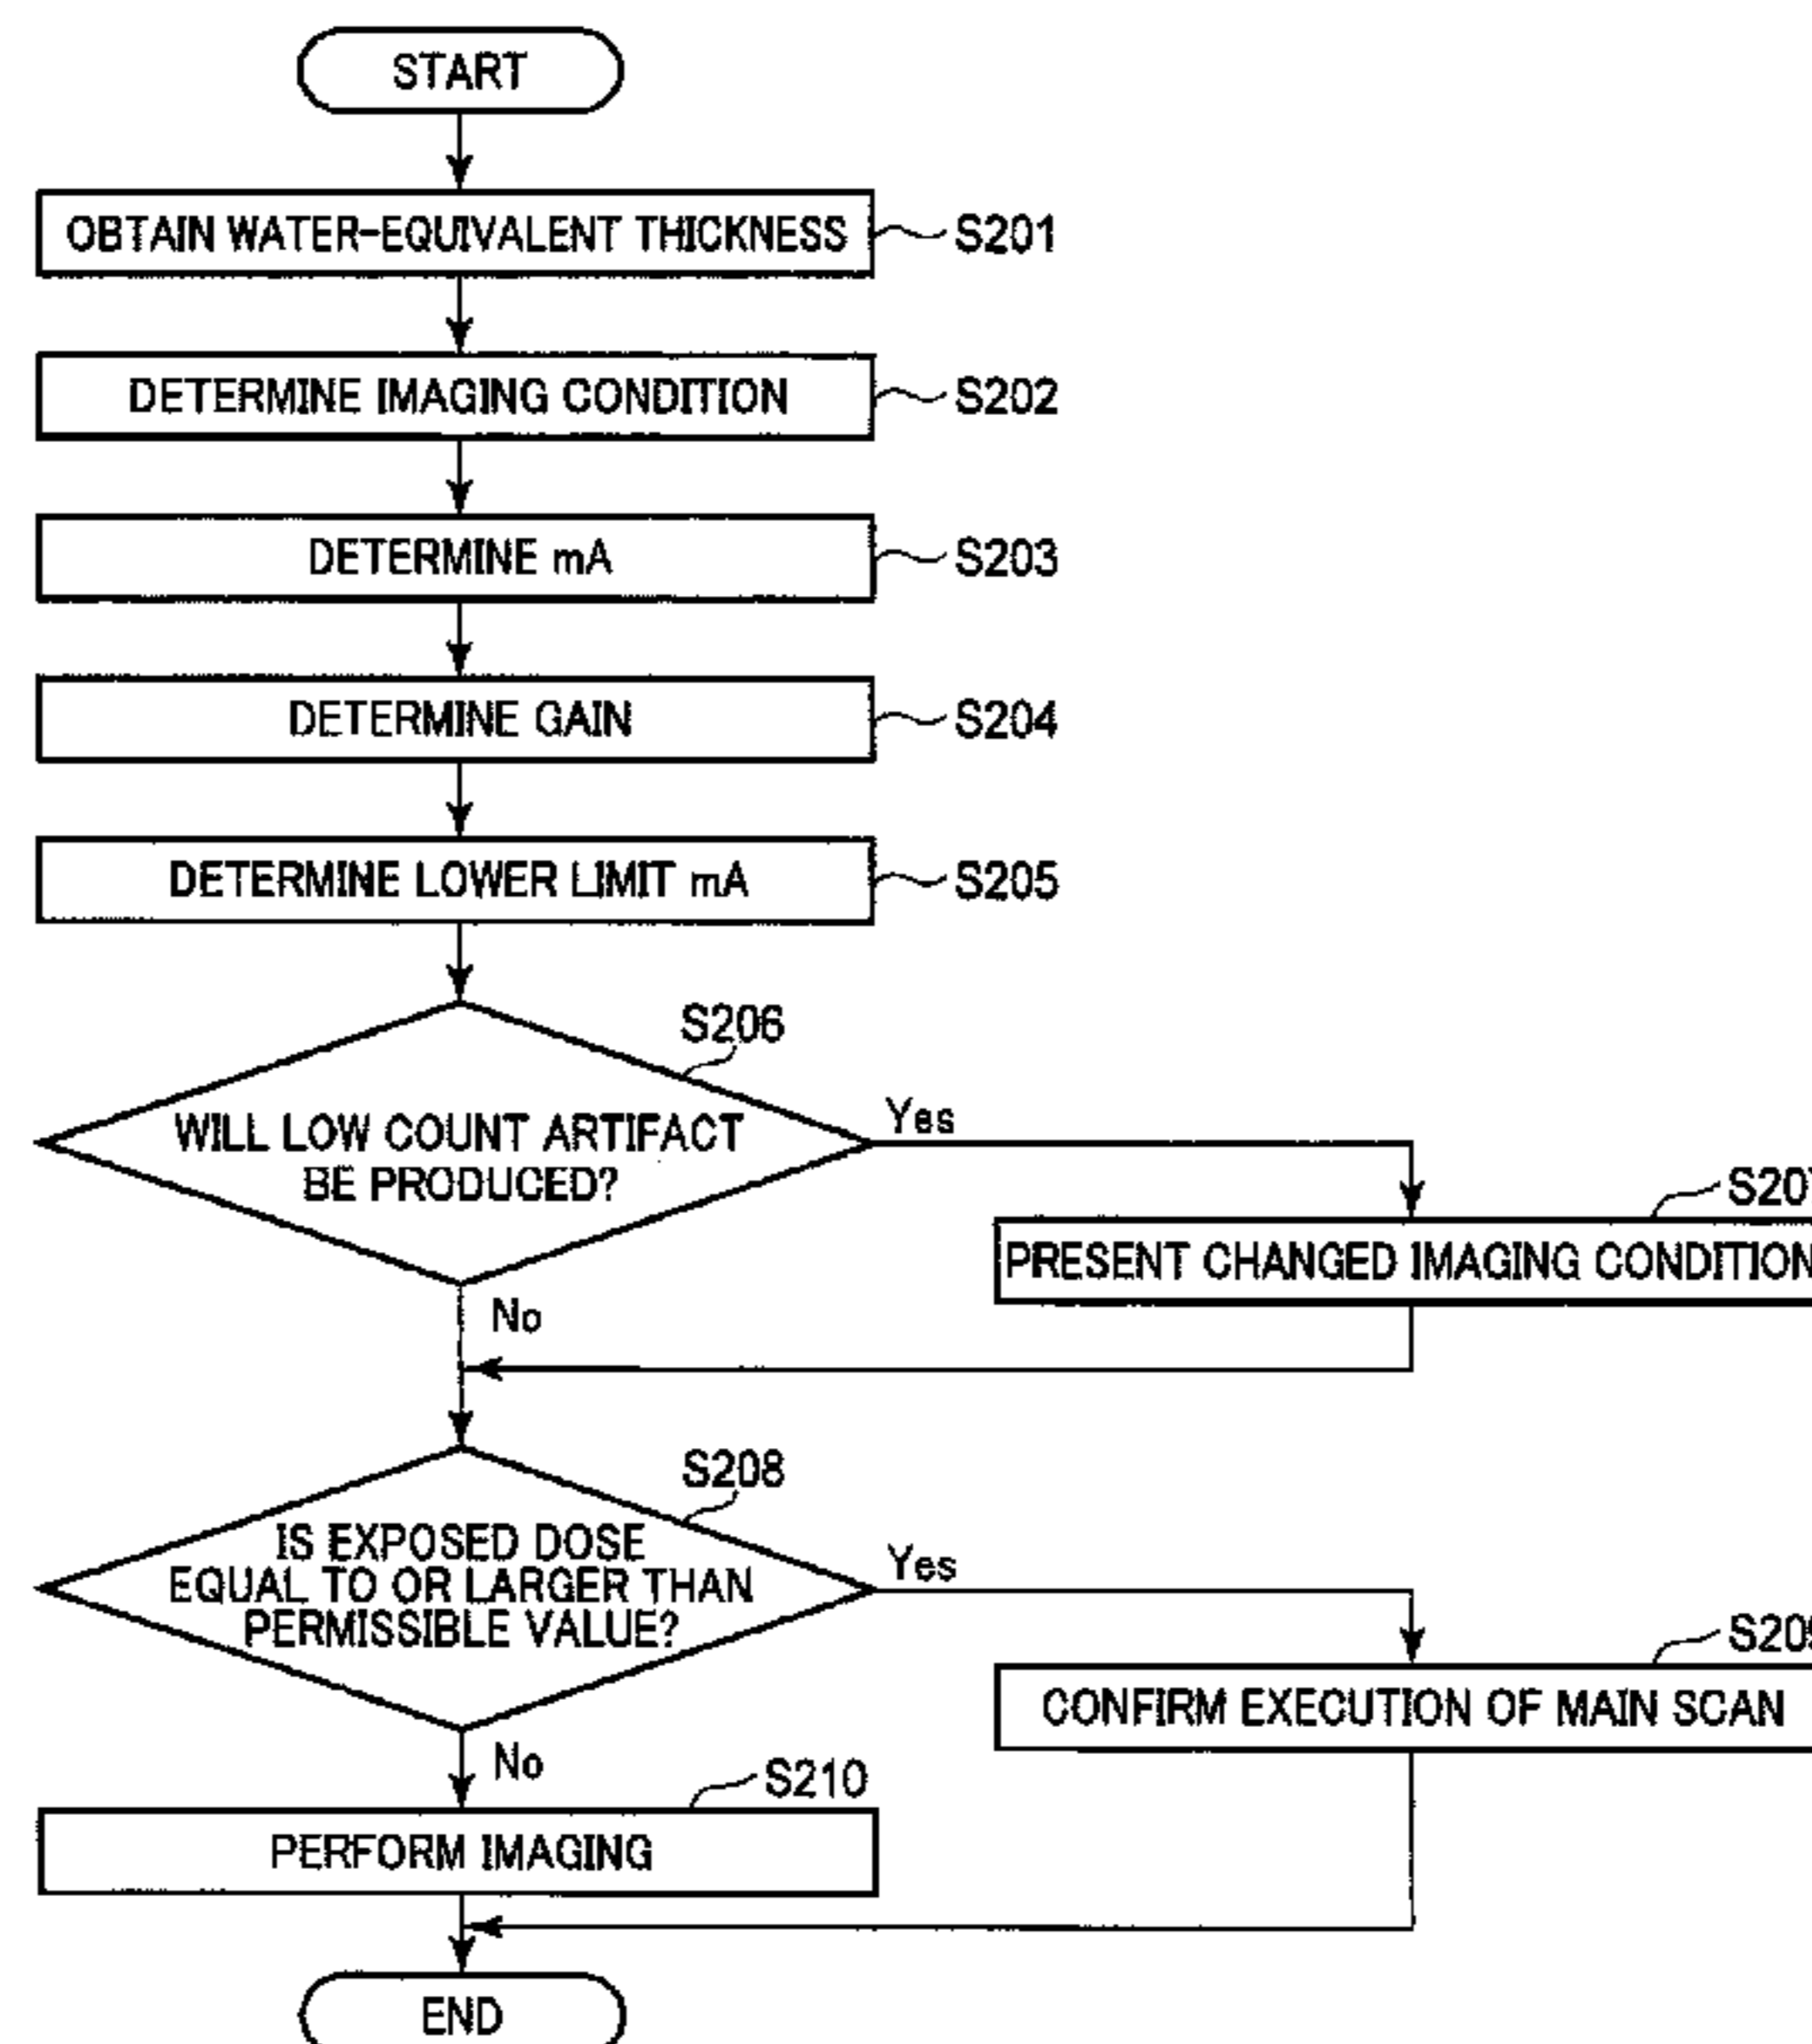 START
OBTAIN WATER-EQUIVALENT THICKNESS
S201
DETERMINE IMAGING CONDITION
S202
DETERMINE mA
S203
DETERMINE GAIN
S204
DETERMINE LOWER LIMIT mA
S205
S206
WILL LOW COUNT ARTIFACT
BE PRODUCED?
Yes
No
S207
PRESENT CHANGED IMAGING CONDITION
S208
IS EXPOSED DOSE
EQUAL TO OR LARGER THAN
PERMISSIBLE VALUE?
Yes
No
S209
CONFIRM EXECUTION OF MAIN SCAN
S210
PERFORM IMAGING
END